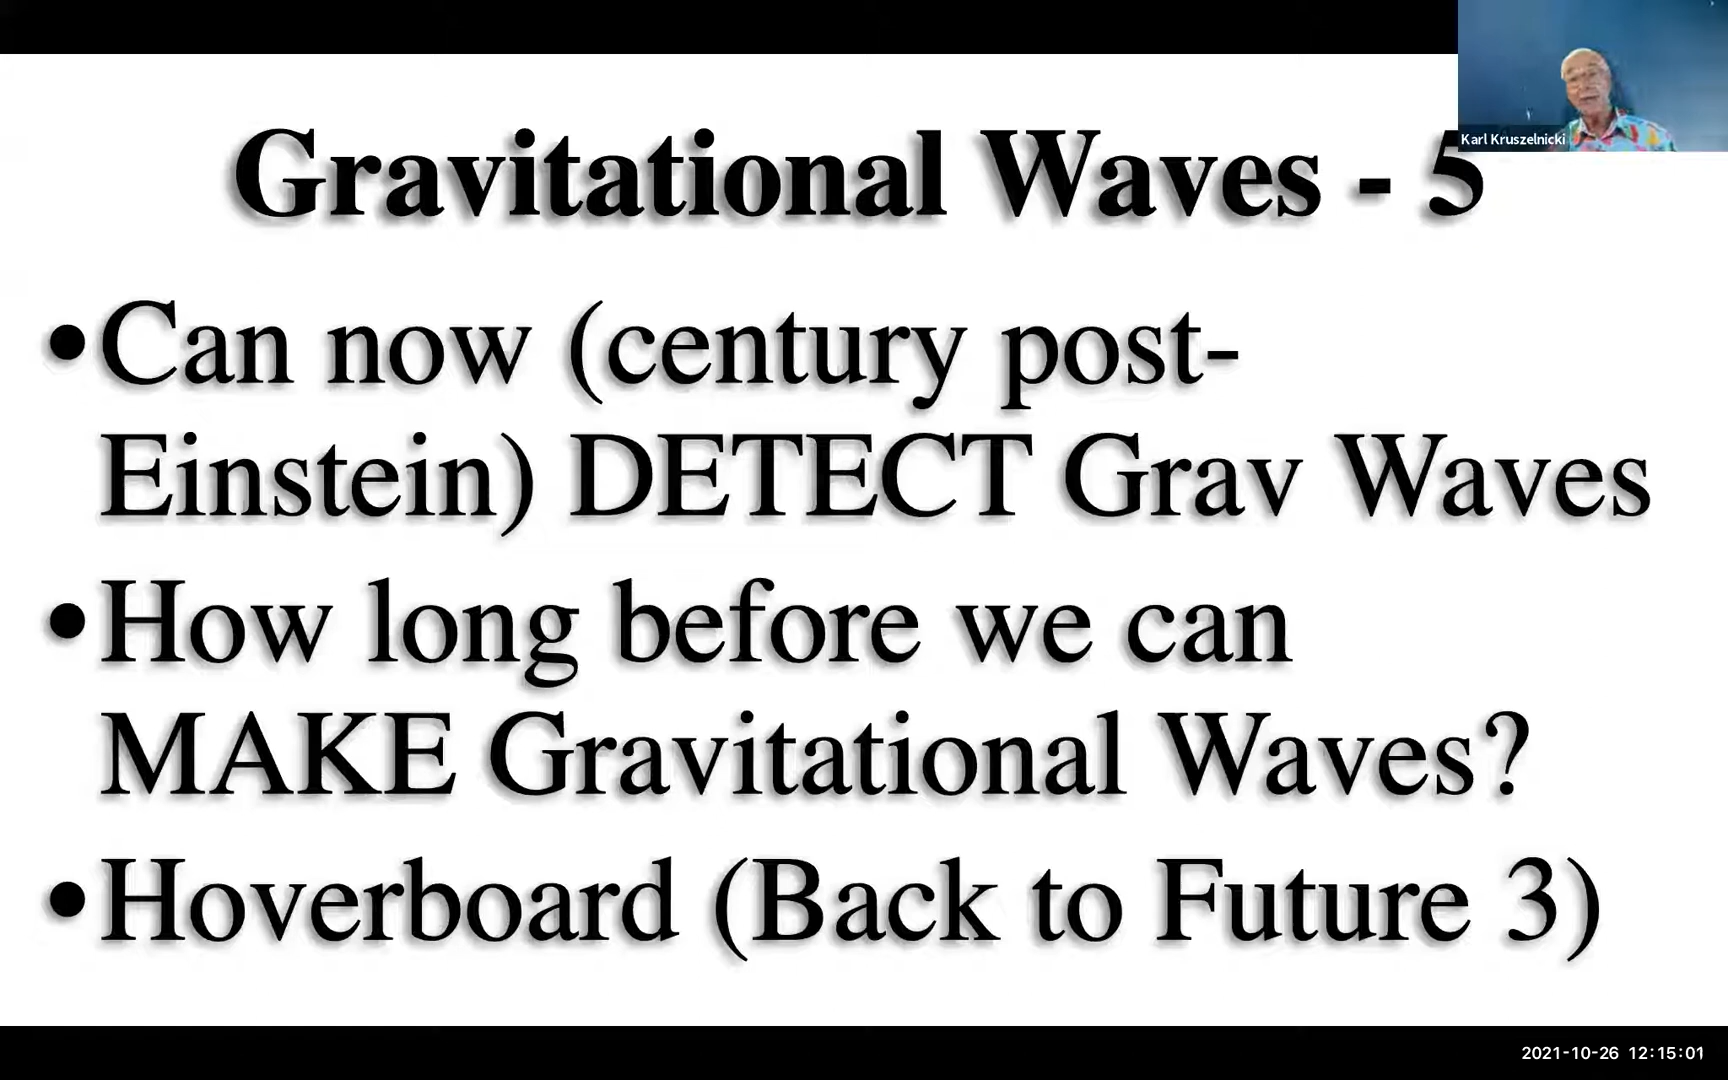 Karl Kruszelnicki
Gravitational Waves - 5
•Can now (century post-
Einstein) DETECT Grav Waves
•How long before we can
MAKE Gravitational Waves?
•Hoverboard (Back to Future 3)
2021-10-26 12:15:01